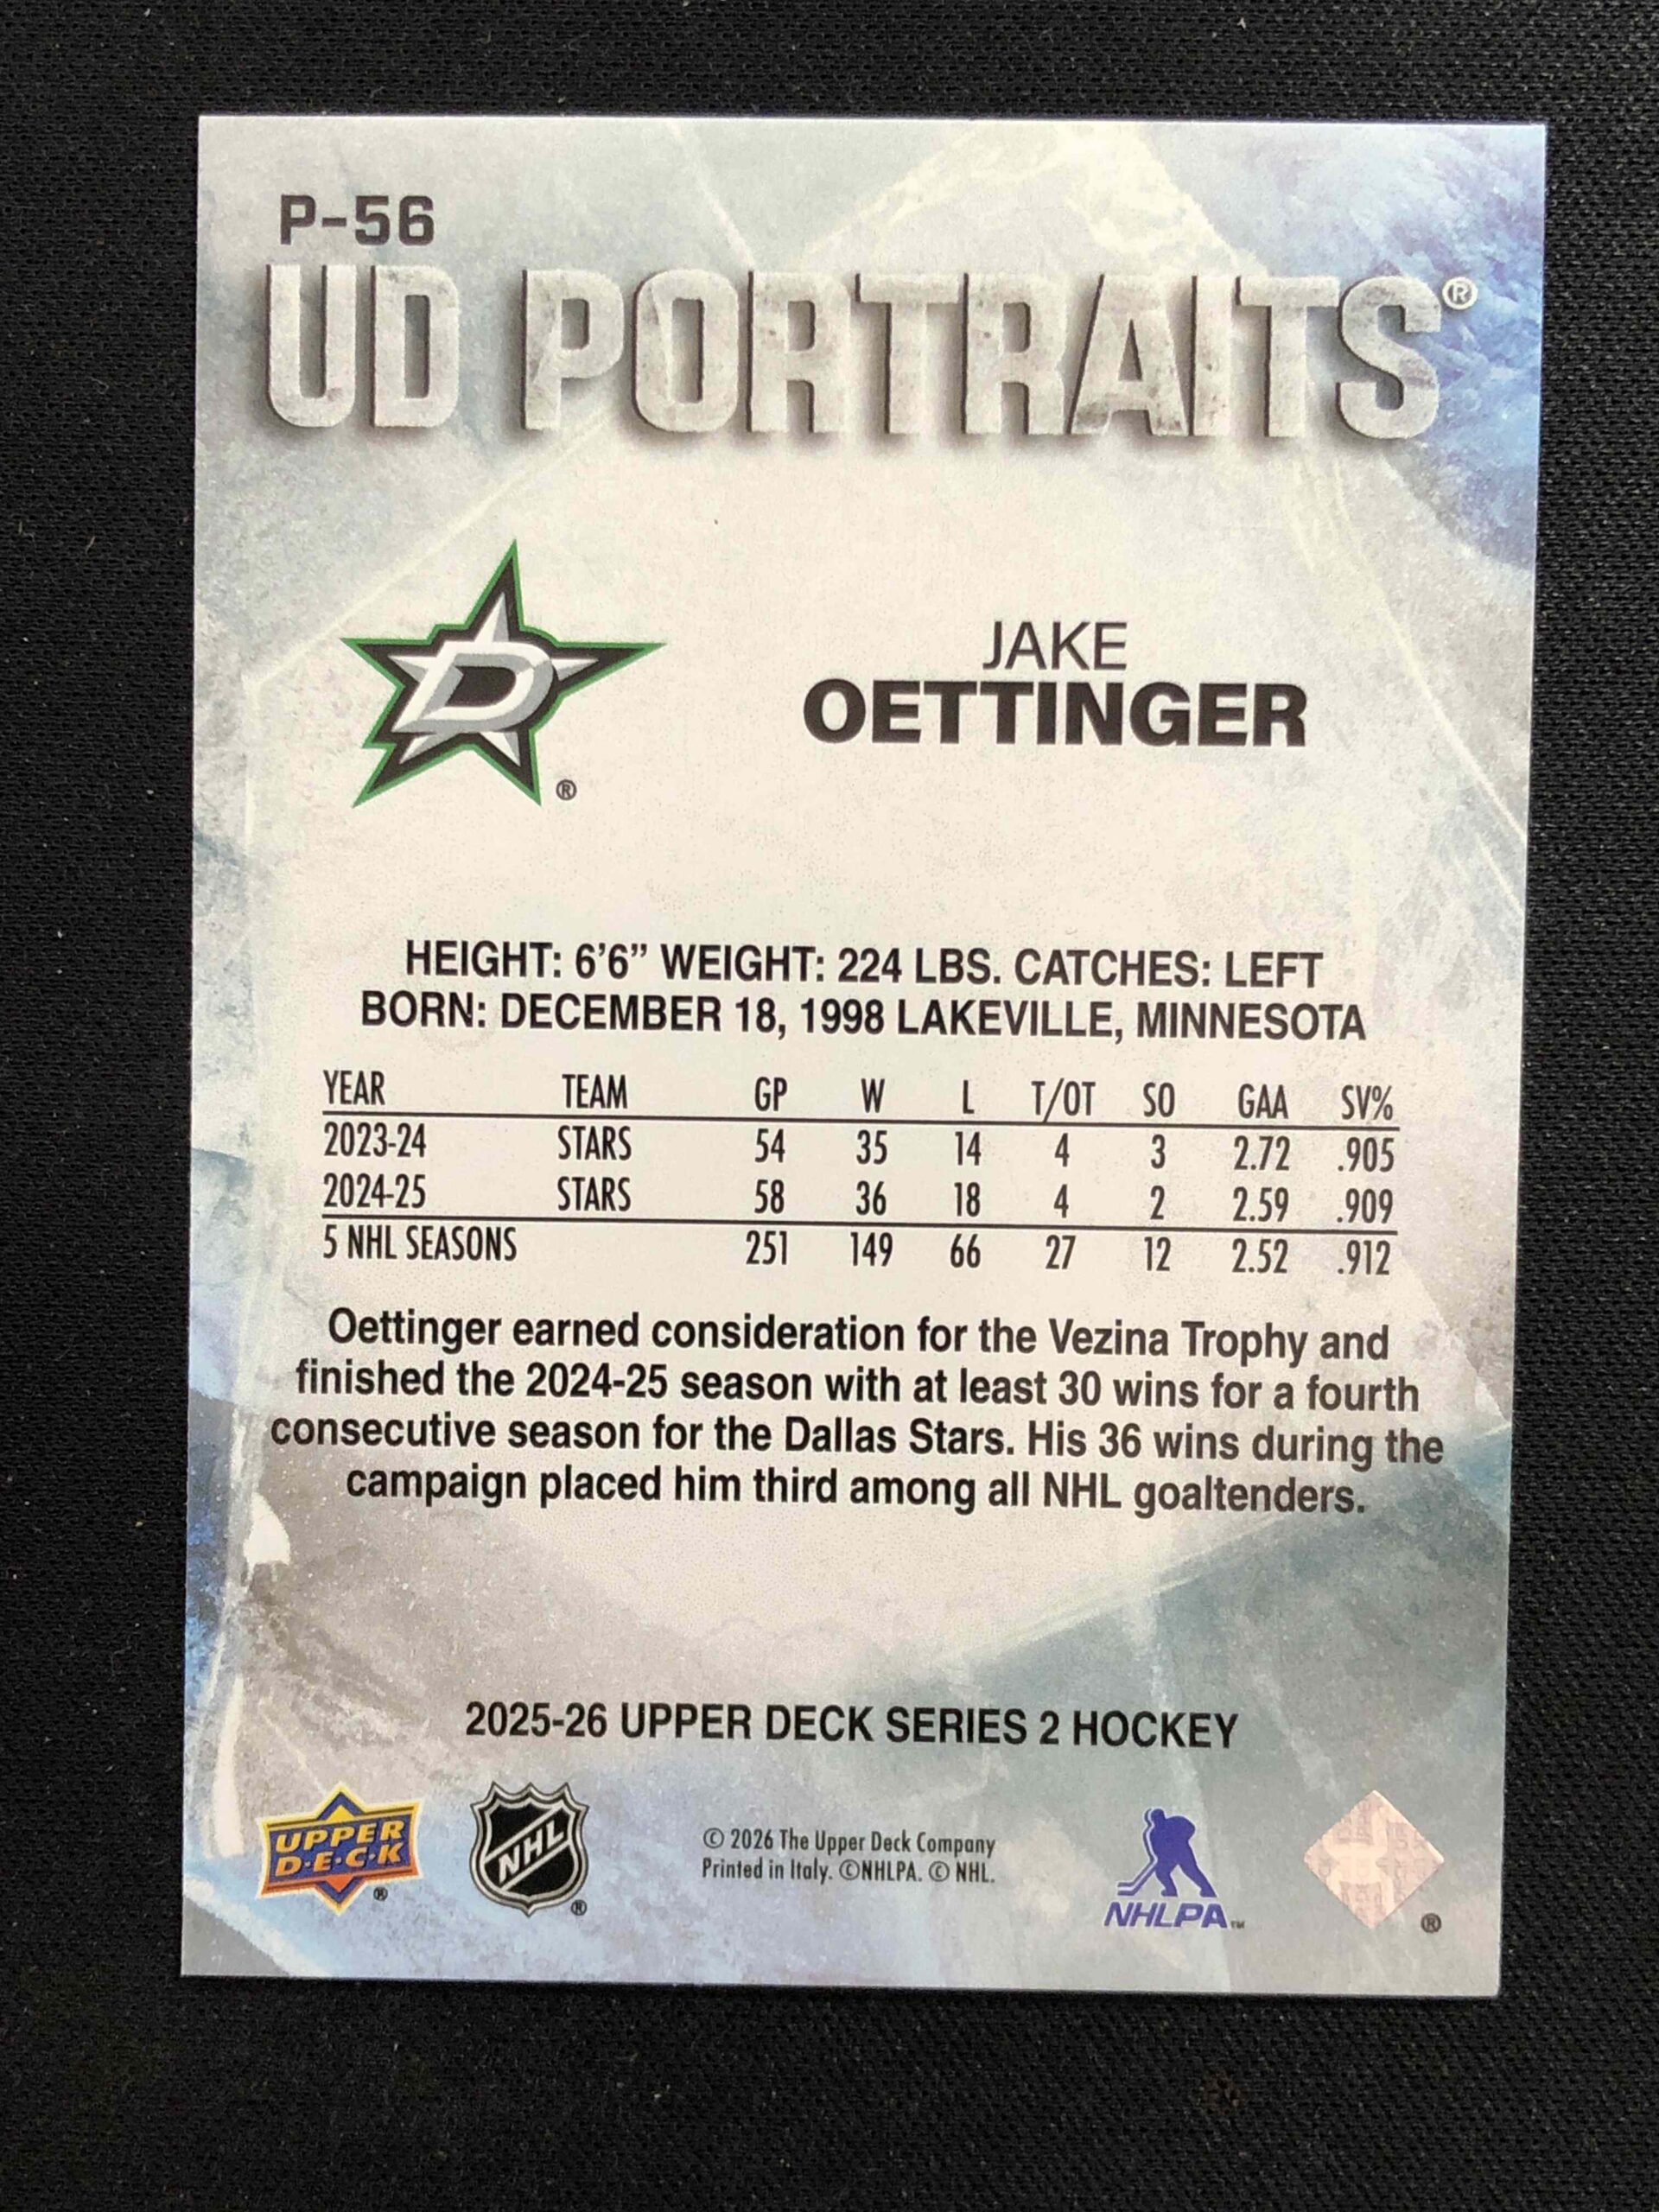 P-56
UD PORTRAITS®
D
®
JAKE
OETTINGER
HEIGHT: 6'6” WEIGHT: 224 LBS. CATCHES: LEFT
BORN: DECEMBER 18, 1998 LAKEVILLE, MINNESOTA
YEAR TEAM GP W L T/OT SO GAA SV%
2023-24 STARS 54 35 14 4 3 2.72 .905
2024-25 STARS 58 36 18 4 2 2.59 .909
5 NHL SEASONS 251 149 66 27 12 2.52 .912
Oettinger earned consideration for the Vezina Trophy and
finished the 2024-25 season with at least 30 wins for a fourth
consecutive season for the Dallas Stars. His 36 wins during the
campaign placed him third among all NHL goaltenders.
2025-26 UPPER DECK SERIES 2 HOCKEY
UPPER
D·E·C·K
®
NHL
®
© 2026 The Upper Deck Company
Printed in Italy. ©NHLPA. © NHL.
NHLPA™
®